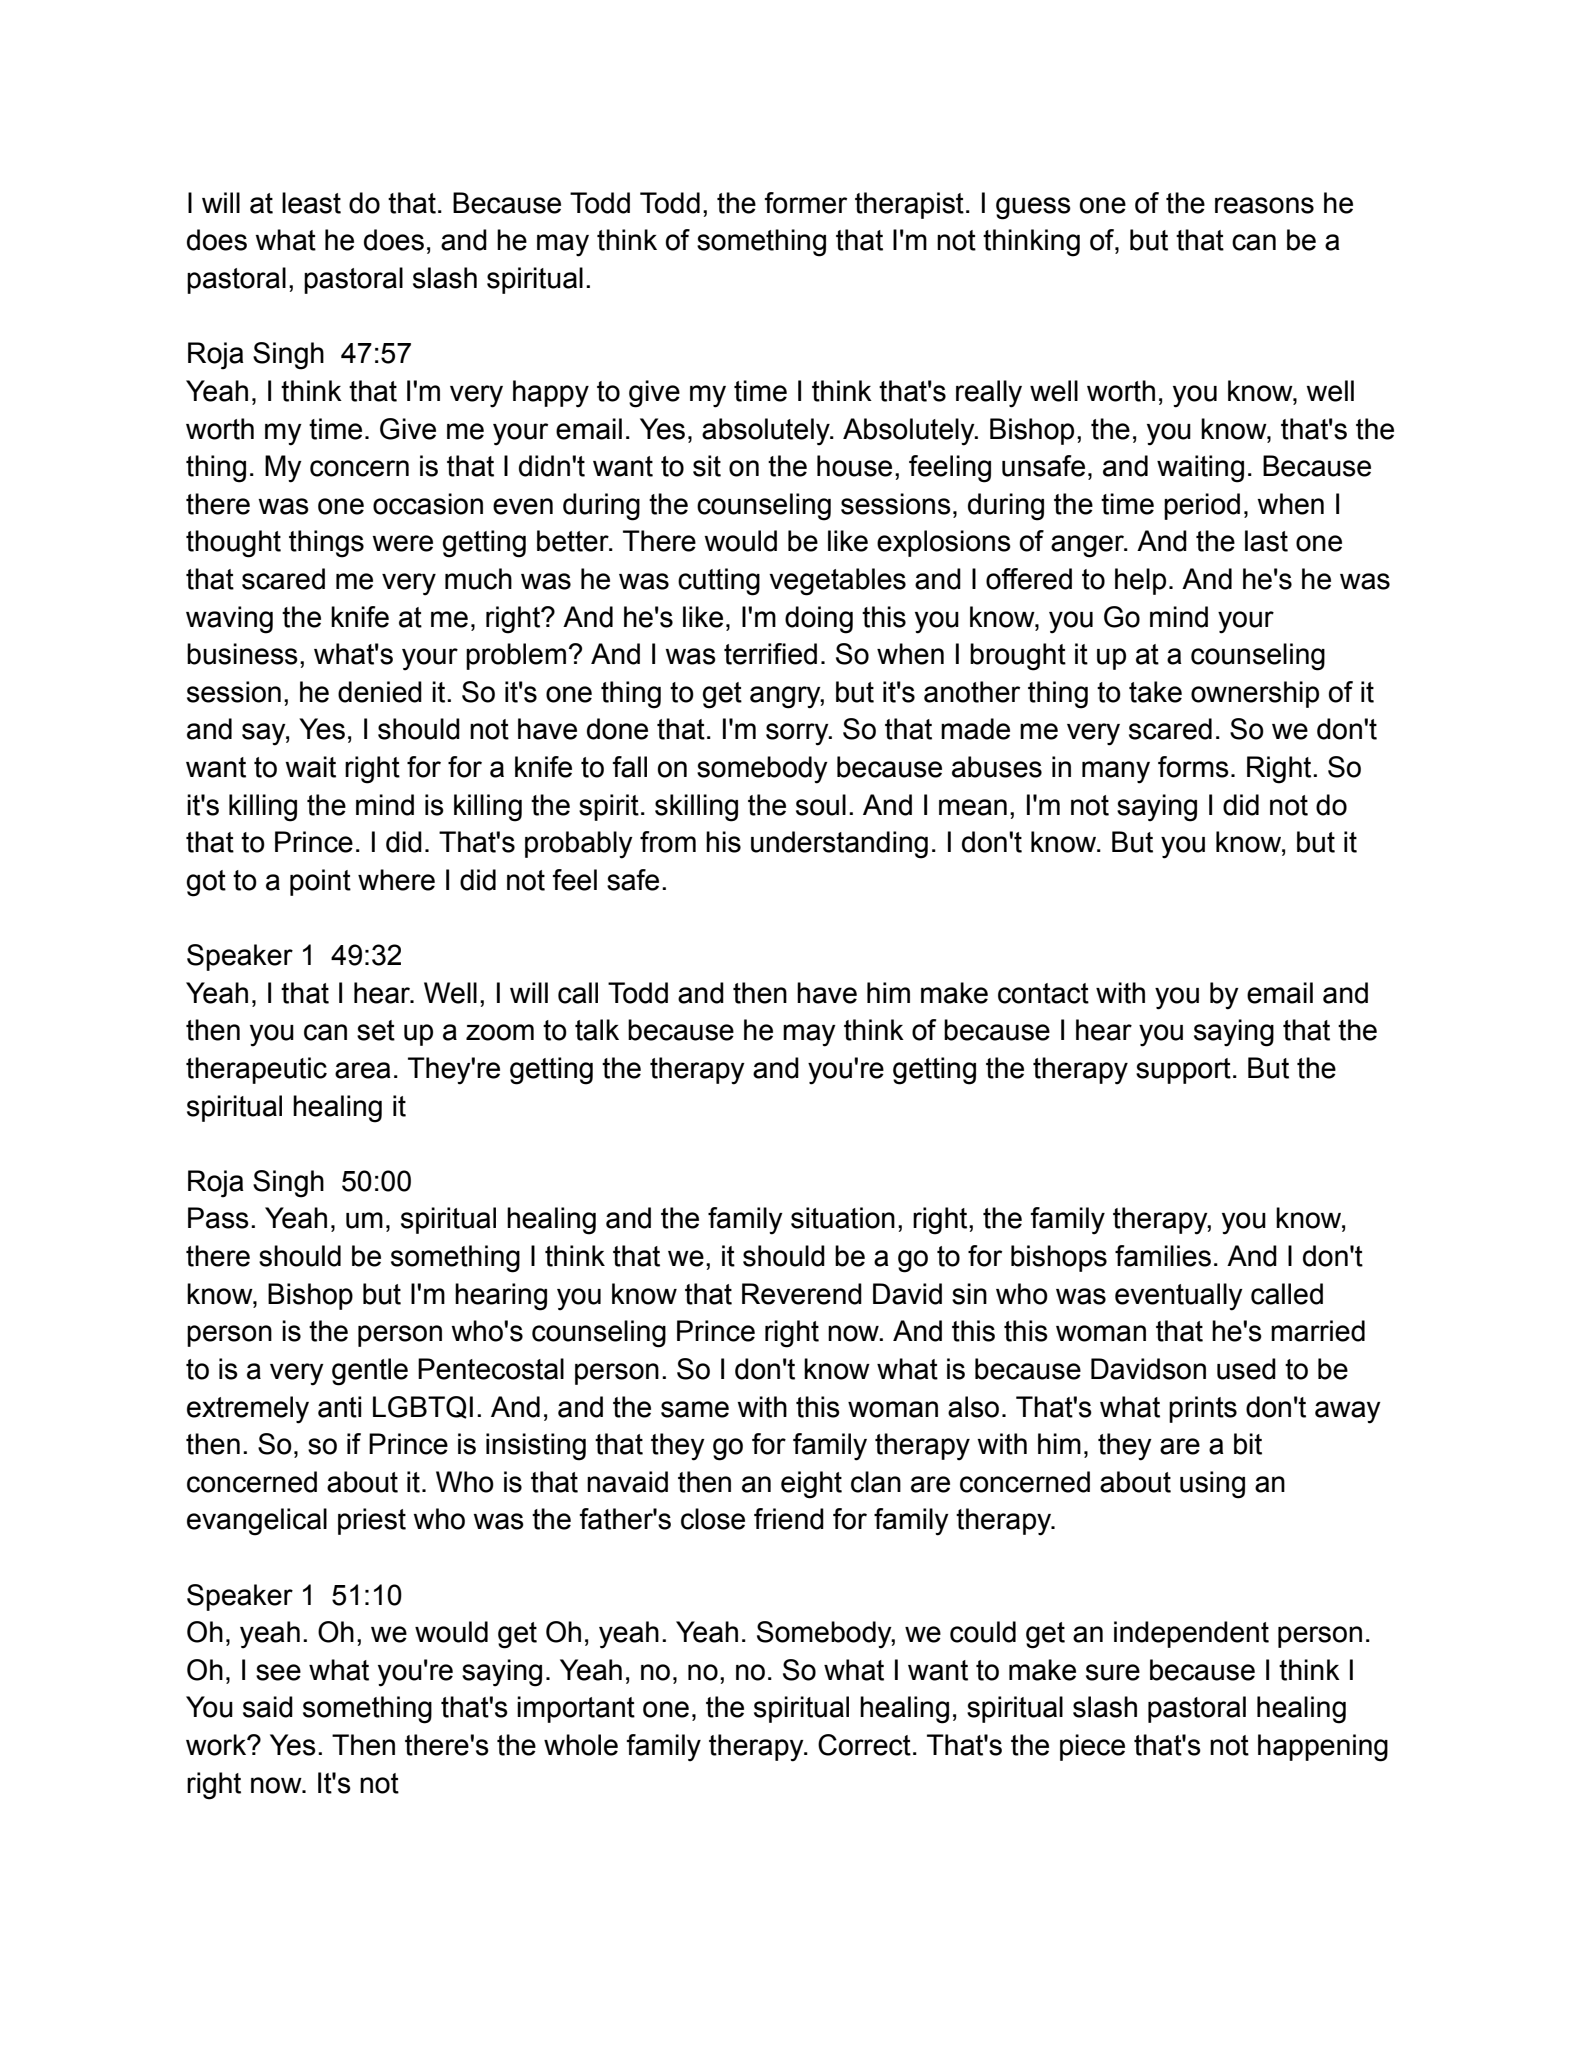 I will at least do that. Because Todd Todd, the former therapist. I guess one of the reasons he
does what he does, and he may think of something that I'm not thinking of, but that can be a
pastoral, pastoral slash spiritual.
Roja Singh  47:57
Yeah, I think that I'm very happy to give my time I think that's really well worth, you know, well
worth my time. Give me your email. Yes, absolutely. Absolutely. Bishop, the, you know, that's the
thing. My concern is that I didn't want to sit on the house, feeling unsafe, and waiting. Because
there was one occasion even during the counseling sessions, during the time period, when I
thought things were getting better. There would be like explosions of anger. And the last one
that scared me very much was he was cutting vegetables and I offered to help. And he's he was
waving the knife at me, right? And he's like, I'm doing this you know, you Go mind your
business, what's your problem? And I was terrified. So when I brought it up at a counseling
session, he denied it. So it's one thing to get angry, but it's another thing to take ownership of it
and say, Yes, I should not have done that. I'm sorry. So that made me very scared. So we don't
want to wait right for for a knife to fall on somebody because abuses in many forms. Right. So
it's killing the mind is killing the spirit. skilling the soul. And I mean, I'm not saying I did not do
that to Prince. I did. That's probably from his understanding. I don't know. But you know, but it
got to a point where I did not feel safe.
Speaker 1  49:32
Yeah, I that I hear. Well, I will call Todd and then have him make contact with you by email and
then you can set up a zoom to talk because he may think of because I hear you saying that the
therapeutic area. They're getting the therapy and you're getting the therapy support. But the
spiritual healing it
Roja Singh  50:00
Pass. Yeah, um, spiritual healing and the family situation, right, the family therapy, you know,
there should be something I think that we, it should be a go to for bishops families. And I don't
know, Bishop but I'm hearing you know that Reverend David sin who was eventually called
person is the person who's counseling Prince right now. And this this woman that he's married
to is a very gentle Pentecostal person. So I don't know what is because Davidson used to be
extremely anti LGBTQI. And, and the same with this woman also. That's what prints don't away
then. So, so if Prince is insisting that they go for family therapy with him, they are a bit
concerned about it. Who is that navaid then an eight clan are concerned about using an
evangelical priest who was the father's close friend for family therapy.
Speaker 1  51:10
Oh, yeah. Oh, we would get Oh, yeah. Yeah. Somebody, we could get an independent person.
Oh, I see what you're saying. Yeah, no, no, no. So what I want to make sure because I think I
You said something that's important one, the spiritual healing, spiritual slash pastoral healing
work? Yes. Then there's the whole family therapy. Correct. That's the piece that's not happening
right now. It's not